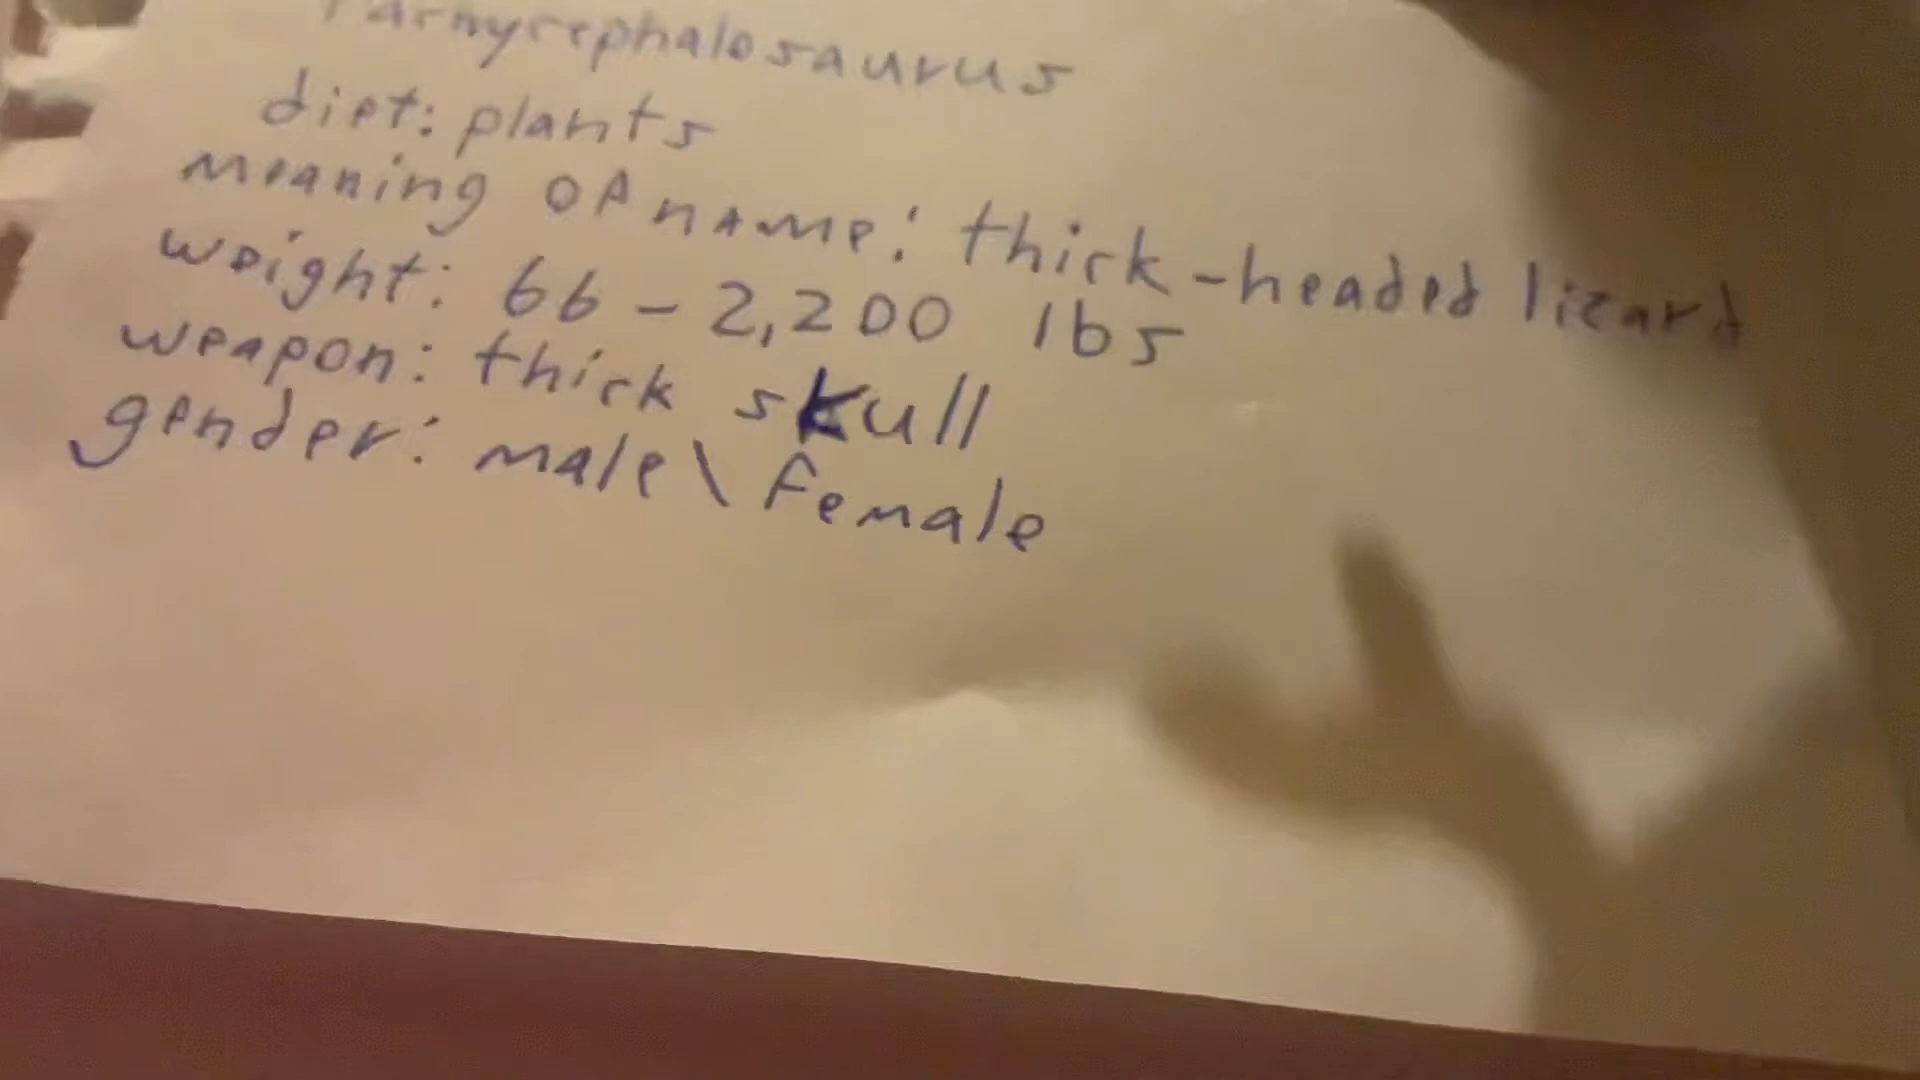 Pachycephalosaurus
diet: plants
meaning of name: thick-headed lizard
weight: 66 - 2,200 lbs
weapon: thick skull
gender: male\female